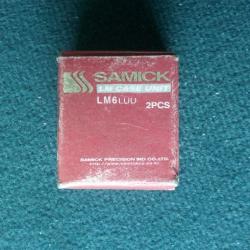 SAMICK
LM CASE UNIT
LM6LUU
2PCS
SAMICK PRECISION IND CO.,LTD.